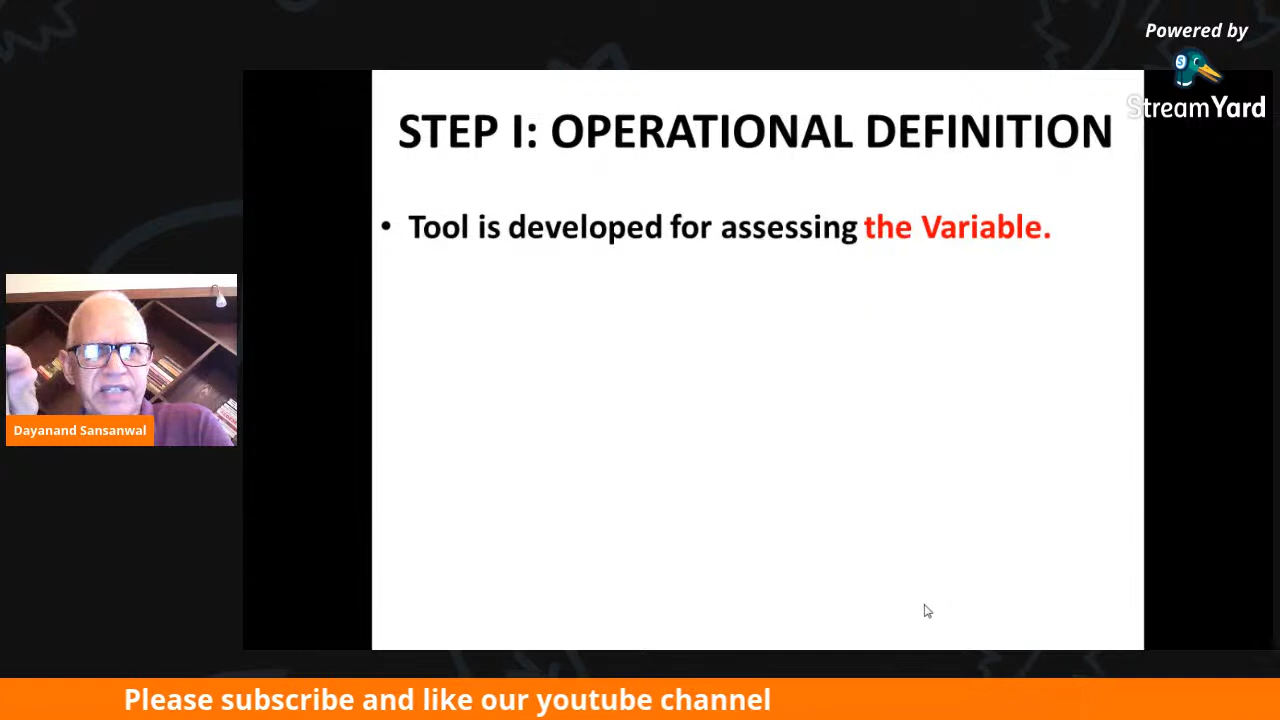 Powered by
StreamYard
STEP I: OPERATIONAL DEFINITION
• Tool is developed for assessing the Variable.
Dayanand Sansanwal
Please subscribe and like our youtube channel